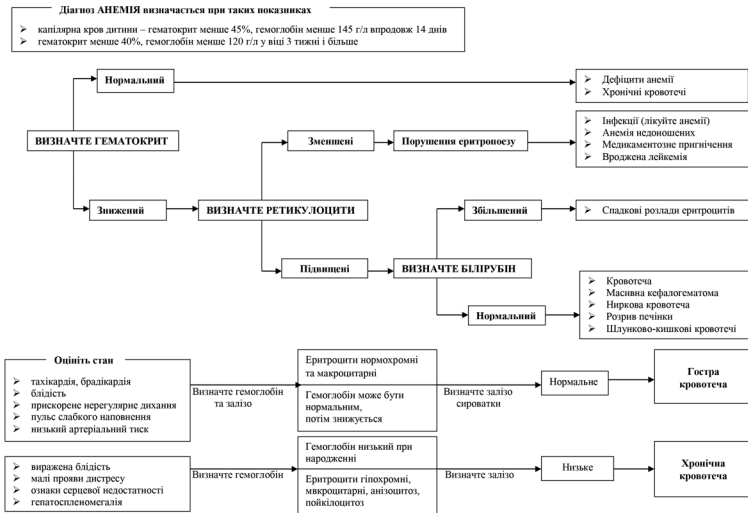 Діагноз АНЕМІЯ визначається при таких показниках
➢ капілярна кров дитини – гематокрит менше 45%, гемоглобін менше 145 г/л впродовж 14 днів
➢ гематокрит менше 40%, гемоглобін менше 120 г/л у віці 3 тижні і більше
Нормальний
➢ Дефіцити анемії
➢ Хронічні кровотечі
ВИЗНАЧТЕ ГЕМАТОКРИТ
Зменшені
Порушення еритропоезу
➢ Інфекції (лікуйте анемії)
➢ Анемія недоношених
➢ Медикаментозне пригнічення
➢ Вроджена лейкемія
Знижений
ВИЗНАЧТЕ РЕТИКУЛОЦИТИ
Збільшений
➢ Спадкові розлади еритроцитів
Підвищені
ВИЗНАЧТЕ БІЛІРУБІН
Нормальний
➢ Кровотеча
➢ Масивна кефалогематома
➢ Ниркова кровотеча
➢ Розрив печінки
➢ Шлунково-кишкові кровотечі
Оцініть стан
➢ тахікардія, брадікардія
➢ блідість
➢ прискорене нерегулярне дихання
➢ пульс слабкого наповнення
➢ низький артеріальний тиск
Визначте гемоглобін
та залізо
Еритроцити нормохромні
та макроцитарні
Гемоглобін може бути
нормальним,
потім знижується
Визначте залізо
сироватки
Нормальне
Гостра
кровотеча
➢ виражена блідість
➢ малі прояви дистресу
➢ ознаки серцевої недостатності
➢ гепатоспленомегалія
Визначте гемоглобін
Гемоглобін низький при
народженні
Еритроцити гіпохромні,
мвкроцитарні, анізоцитоз,
пойкілоцитоз
Визначте залізо
Низьке
Хронічна
кровотеча